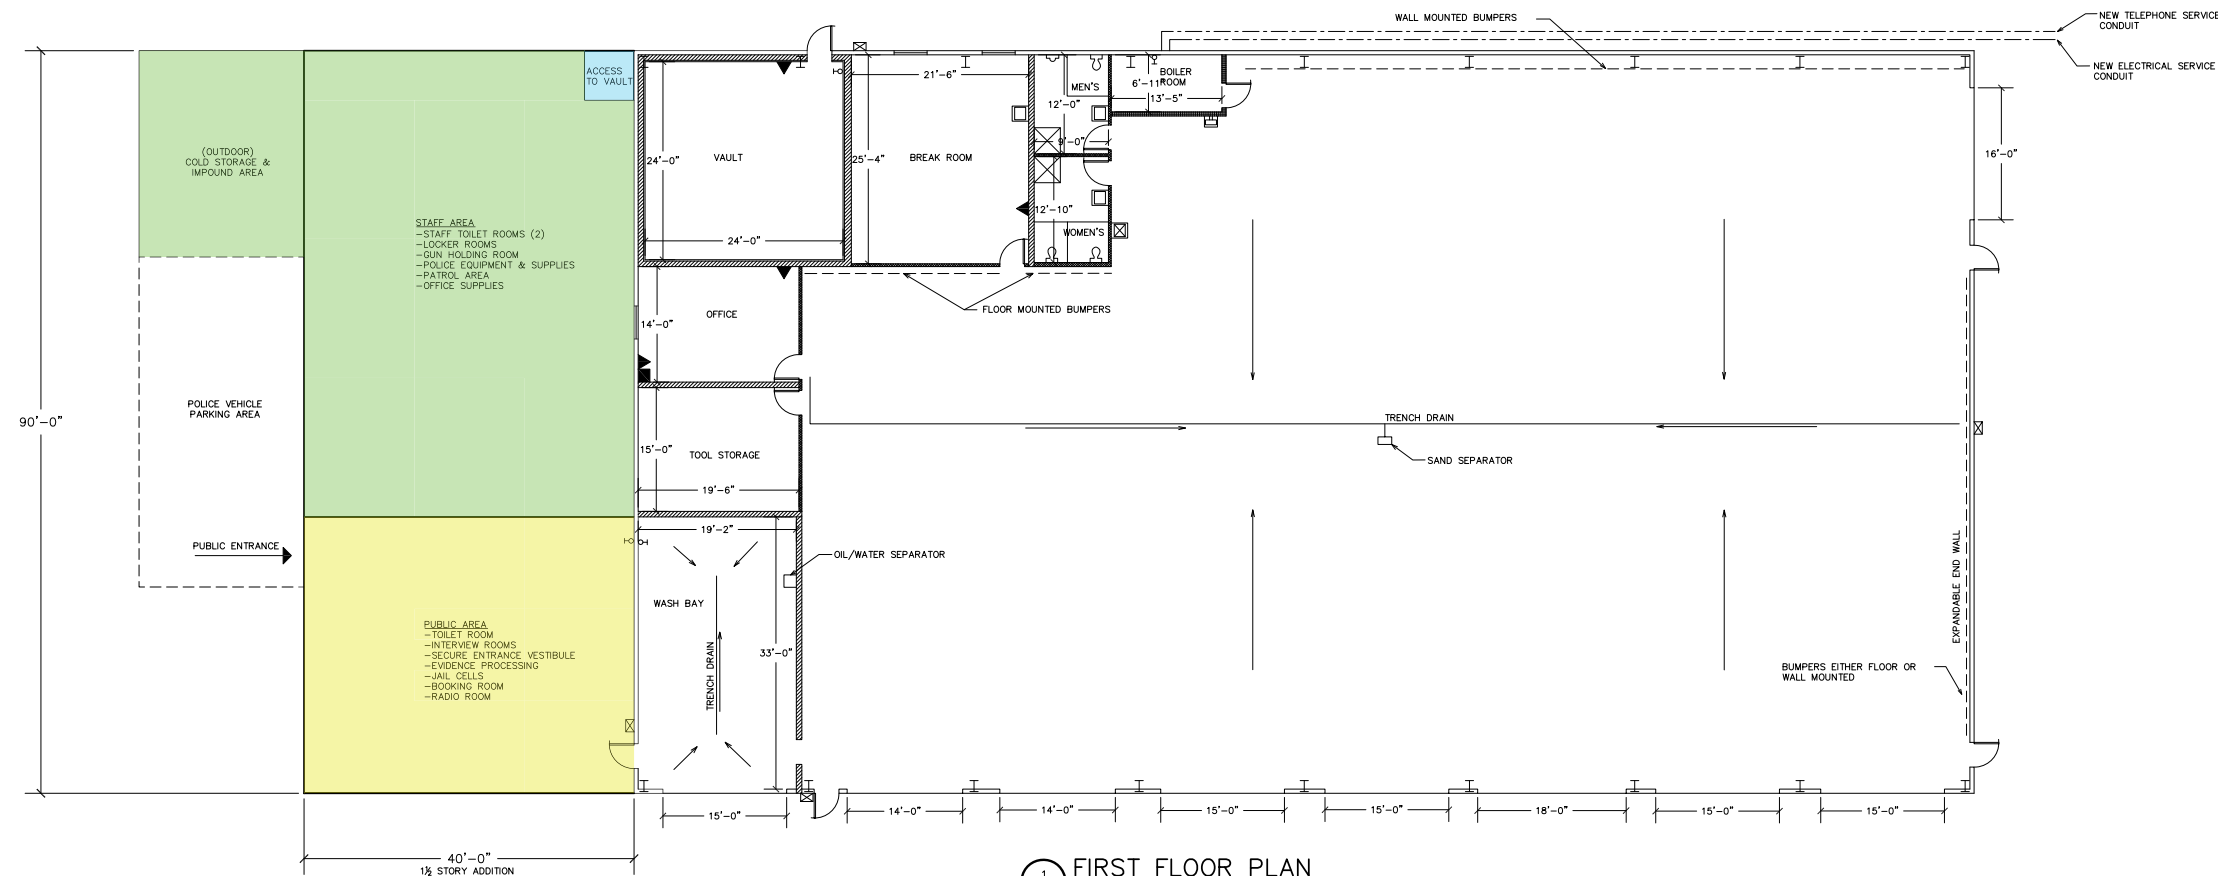 WALL MOUNTED BUMPERS
NEW TELEPHONE SERVICE
CONDUIT
NEW ELECTRICAL SERVICE
CONDUIT
ACCESS
TO VAULT
21'-6"
MEN'S
BOILER
ROOM
6'-11"
13'-5"
12'-0"
9'-0"
16'-0"
(OUTDOOR)
COLD STORAGE &
IMPOUND AREA
24'-0"
VAULT
25'-4"
BREAK ROOM
12'-10"
WOMEN'S
24'-0"
STAFF AREA
-STAFF TOILET ROOMS (2)
-LOCKER ROOMS
-GUN HOLDING ROOM
-POLICE EQUIPMENT & SUPPLIES
-PATROL AREA
-OFFICE SUPPLIES
OFFICE
14'-0"
FLOOR MOUNTED BUMPERS
POLICE VEHICLE
PARKING AREA
90'-0"
TRENCH DRAIN
SAND SEPARATOR
15'-0"
TOOL STORAGE
19'-6"
19'-2"
PUBLIC ENTRANCE
OIL/WATER SEPARATOR
WASH BAY
TRENCH DRAIN
33'-0"
EXPANDABLE END WALL
PUBLIC AREA
-TOILET ROOM
-INTERVIEW ROOMS
-SECURE ENTRANCE VESTIBULE
-EVIDENCE PROCESSING
-JAIL CELLS
-BOOKING ROOM
-RADIO ROOM
BUMPERS EITHER FLOOR OR
WALL MOUNTED
15'-0"
14'-0"
14'-0"
15'-0"
15'-0"
18'-0"
15'-0"
15'-0"
40'-0"
1½ STORY ADDITION
1
FIRST FLOOR PLAN